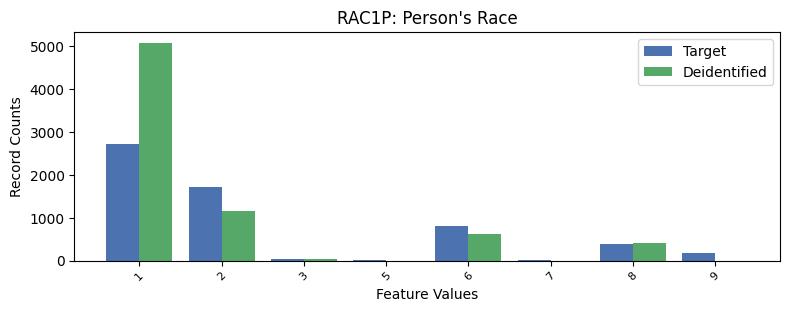 RAC1P: Person's Race
Target
Deidentified
Record Counts
5000
4000
3000
2000
1000
0
1 2 3 5 6 7 8 9
Feature Values